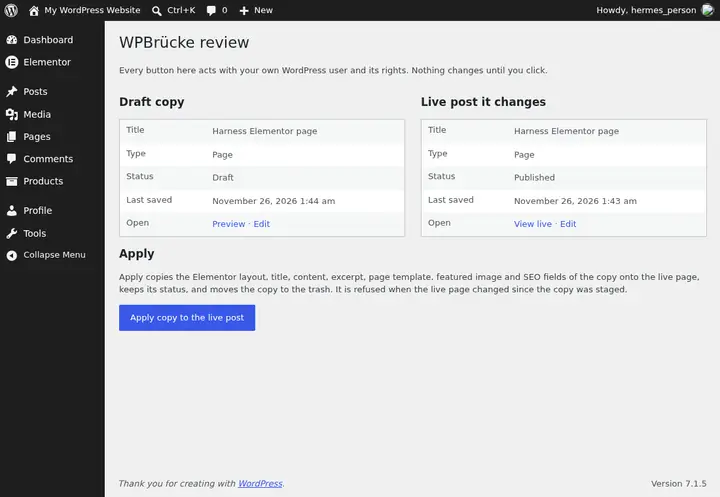 My WordPress Website Ctrl+K 0 New Howdy, hermes_person
Dashboard
Elementor
Posts
Media
Pages
Comments
Products
Profile
Tools
Collapse Menu
WPBrücke review
Every button here acts with your own WordPress user and its rights. Nothing changes until you click.
Draft copy
Title Harness Elementor page
Type Page
Status Draft
Last saved November 26, 2026 1:44 am
Open Preview · Edit
Live post it changes
Title Harness Elementor page
Type Page
Status Published
Last saved November 26, 2026 1:43 am
Open View live · Edit
Apply
Apply copies the Elementor layout, title, content, excerpt, page template, featured image and SEO fields of the copy onto the live page,
keeps its status, and moves the copy to the trash. It is refused when the live page changed since the copy was staged.
Apply copy to the live post
Thank you for creating with WordPress. Version 7.1.5